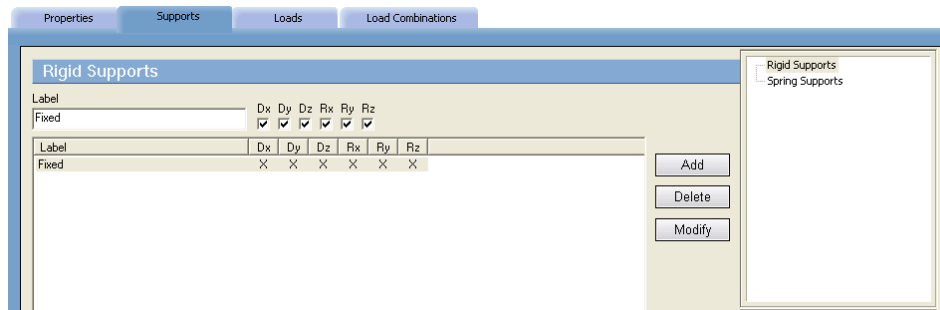 Properties Supports Loads Load Combinations
Rigid Supports
Label
Dx Dy Dz Rx Ry Rz
Fixed
Label Dx Dy Dz Rx Ry Rz
Fixed X X X X X X
Add
Delete
Modify
Rigid Supports
Spring Supports